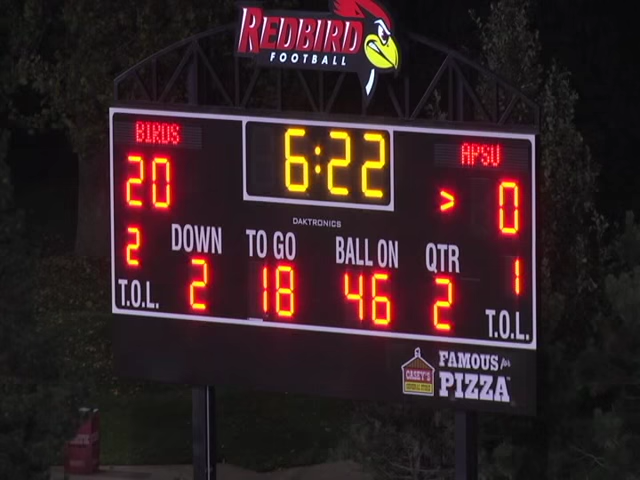 REDBIRD
FOOTBALL
BIRDS 6:22 APSU
20 > 0
DAKTRONICS
2 DOWN TO GO BALL ON QTR 1
T.O.L. 2 18 46 2 T.O.L.
CASEY'S FAMOUS for
PIZZA